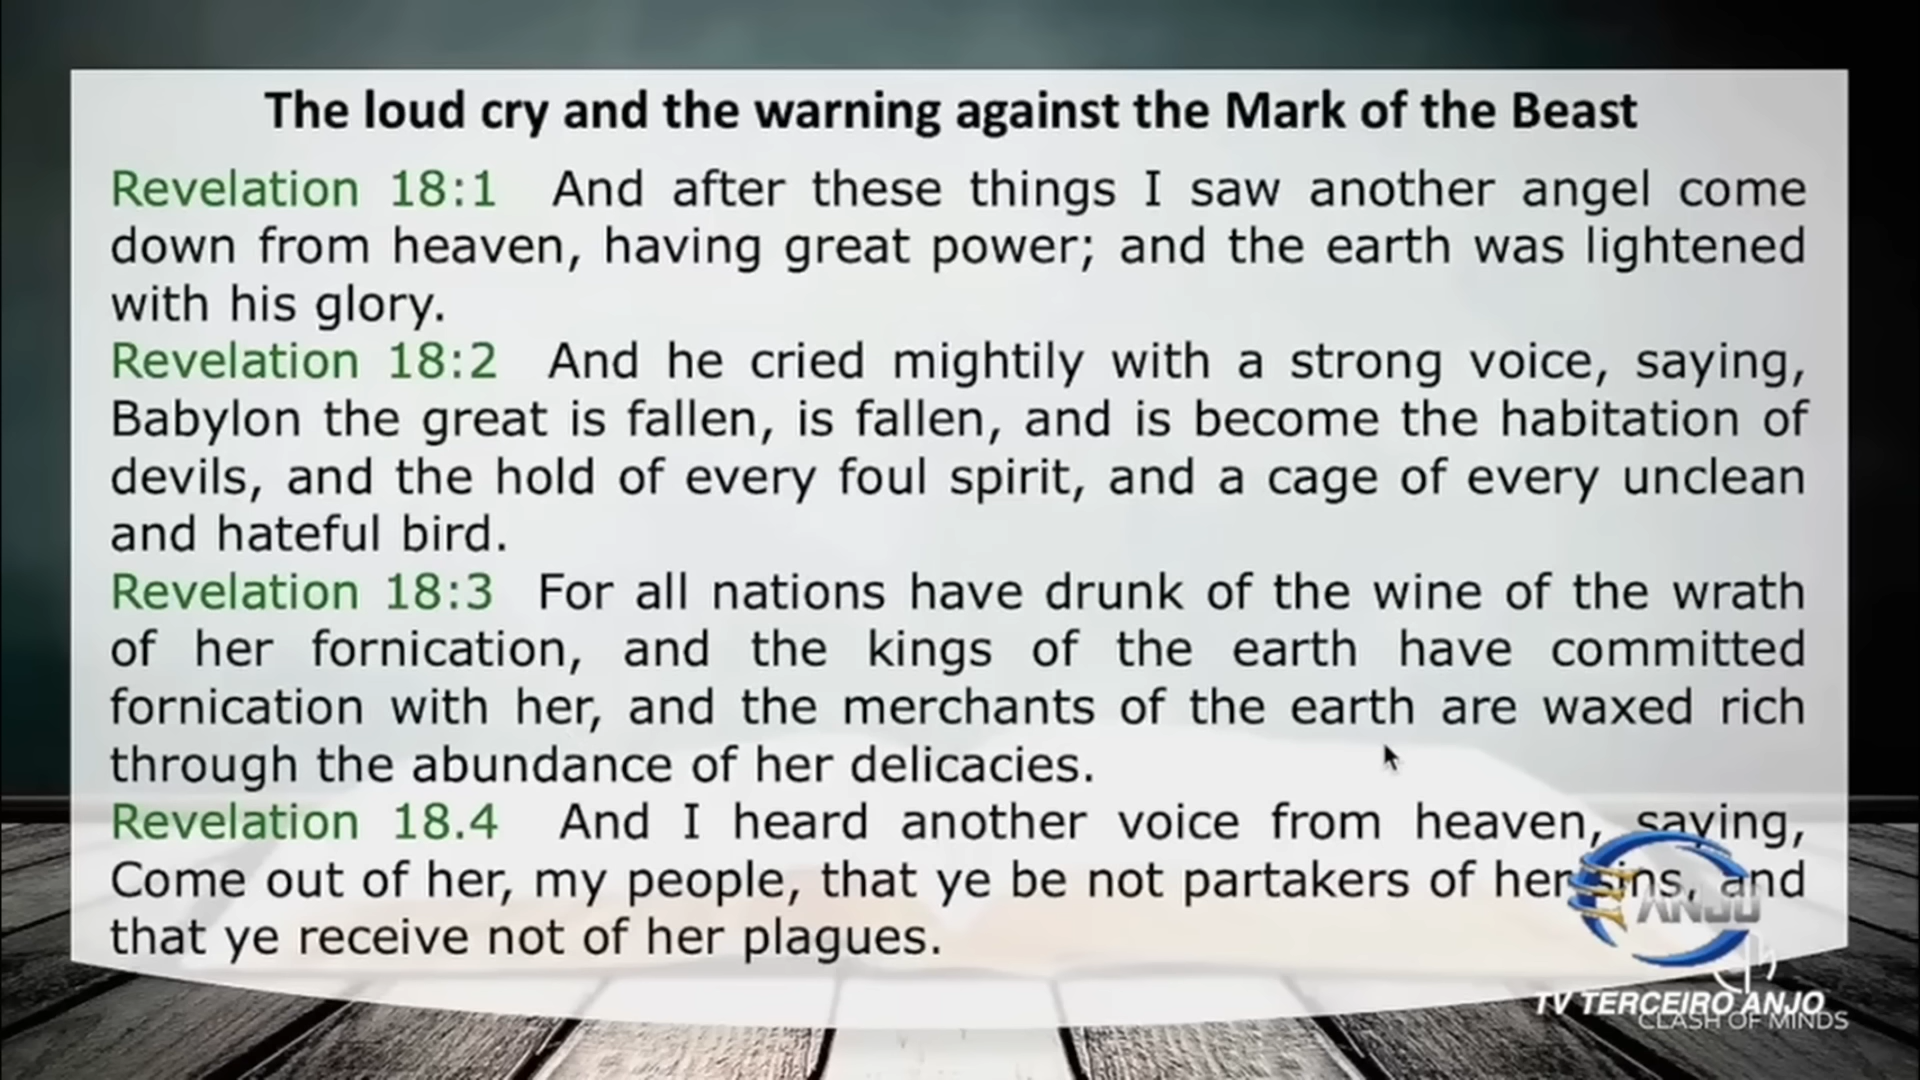 The loud cry and the warning against the Mark of the Beast
Revelation 18:1 And after these things I saw another angel come
down from heaven, having great power; and the earth was lightened
with his glory.
Revelation 18:2 And he cried mightily with a strong voice, saying,
Babylon the great is fallen, is fallen, and is become the habitation of
devils, and the hold of every foul spirit, and a cage of every unclean
and hateful bird.
Revelation 18:3 For all nations have drunk of the wine of the wrath
of her fornication, and the kings of the earth have committed
fornication with her, and the merchants of the earth are waxed rich
through the abundance of her delicacies.
Revelation 18.4 And I heard another voice from heaven, saying,
Come out of her, my people, that ye be not partakers of her sins, and
that ye receive not of her plagues.
ANJO
TV TERCEIRO ANJO
CLASH OF MINDS